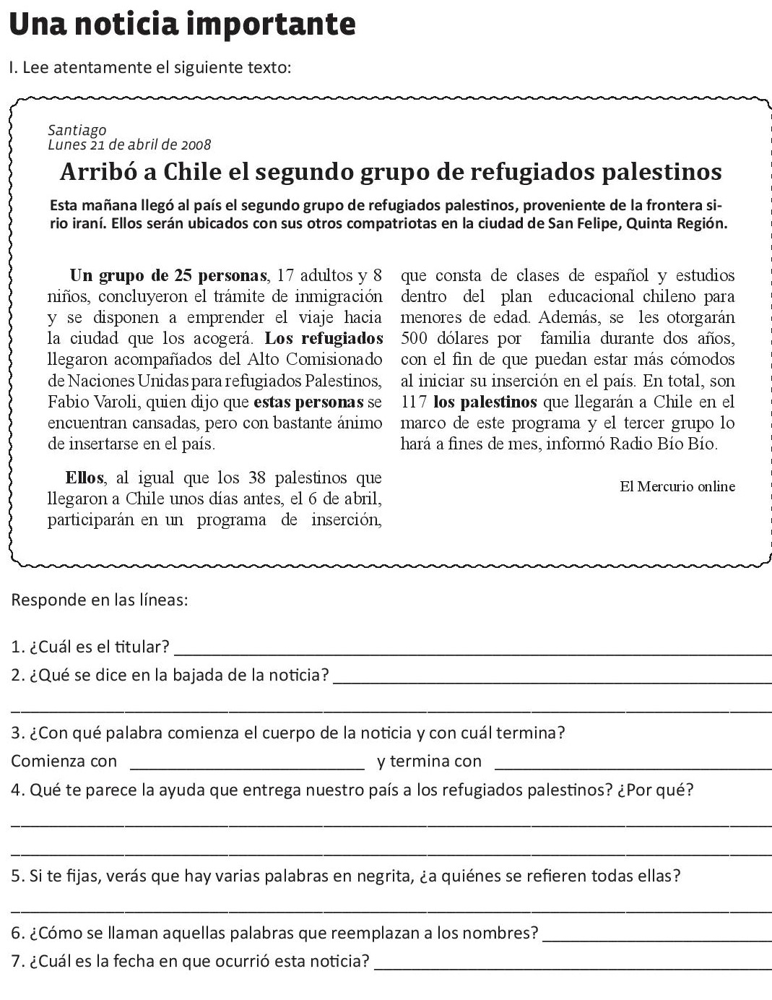 Una noticia importante
I. Lee atentamente el siguiente texto:
Santiago
Lunes 21 de abril de 2008
Arribó a Chile el segundo grupo de refugiados palestinos
Esta mañana llegó al país el segundo grupo de refugiados palestinos, proveniente de la frontera si-
rio iraní. Ellos serán ubicados con sus otros compatriotas en la ciudad de San Felipe, Quinta Región.
Un grupo de 25 personas, 17 adultos y 8
niños, concluyeron el trámite de inmigración
y se disponen a emprender el viaje hacia
la ciudad que los acogerá. Los refugiados
llegaron acompañados del Alto Comisionado
de Naciones Unidas para refugiados Palestinos,
Fabio Varoli, quien dijo que estas personas se
encuentran cansadas, pero con bastante ánimo
de insertarse en el país.
Ellos, al igual que los 38 palestinos que
llegaron a Chile unos días antes, el 6 de abril,
participarán en un programa de inserción,
que consta de clases de español y estudios
dentro del plan educacional chileno para
menores de edad. Además, se les otorgarán
500 dólares por familia durante dos años,
con el fin de que puedan estar más cómodos
al iniciar su inserción en el país. En total, son
117 los palestinos que llegarán a Chile en el
marco de este programa y el tercer grupo lo
hará a fines de mes, informó Radio Bío Bío.
El Mercurio online
Responde en las líneas:
1. ¿Cuál es el titular?
2. ¿Qué se dice en la bajada de la noticia?
3. ¿Con qué palabra comienza el cuerpo de la noticia y con cuál termina?
Comienza con y termina con
4. Qué te parece la ayuda que entrega nuestro país a los refugiados palestinos? ¿Por qué?
5. Si te fijas, verás que hay varias palabras en negrita, ¿a quiénes se refieren todas ellas?
6. ¿Cómo se llaman aquellas palabras que reemplazan a los nombres?
7. ¿Cuál es la fecha en que ocurrió esta noticia?